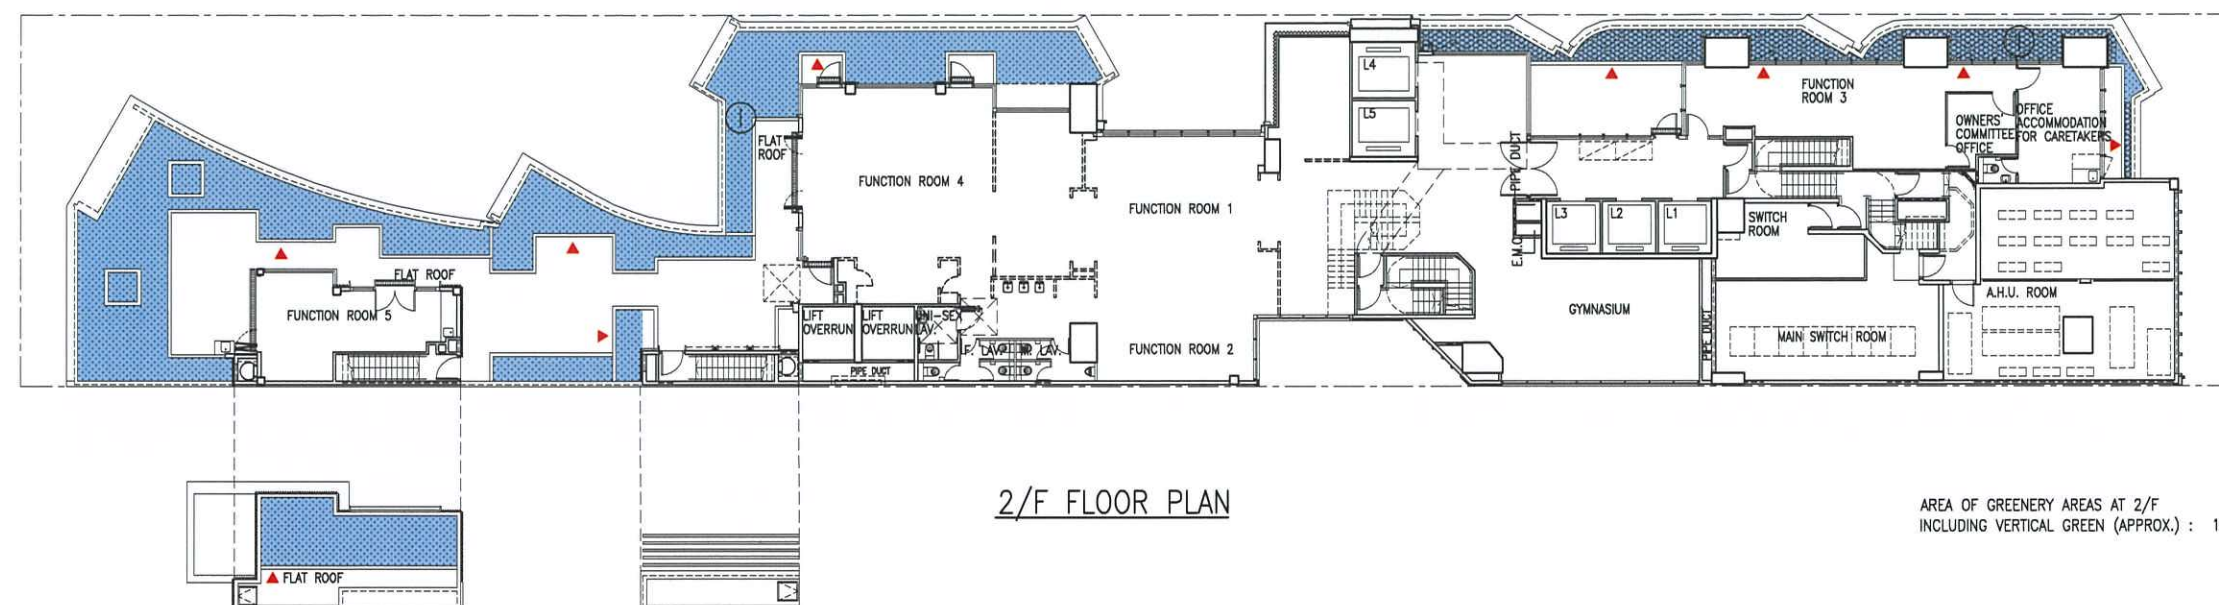 L4
L5
FUNCTION
ROOM 3
OWNERS'
COMMITTEE
OFFICE
OFFICE
ACCOMMODATION
FOR CARETAKERS
FLAT
ROOF
FUNCTION ROOM 4
PIPE DUCT
FUNCTION ROOM 1
L3
L2
L1
SWITCH
ROOM
E.M.C.
FLAT ROOF
FUNCTION ROOM 5
LIFT
OVERRUN
LIFT
OVERRUN
UNI-SEX
LAV.
F. LAV.
M. LAV.
PIPE DUCT
FUNCTION ROOM 2
GYMNASIUM
PIPE DUCT
MAIN SWITCH ROOM
A.H.U. ROOM
2/F FLOOR PLAN
AREA OF GREENERY AREAS AT 2/F
INCLUDING VERTICAL GREEN (APPROX.) : 1
FLAT ROOF